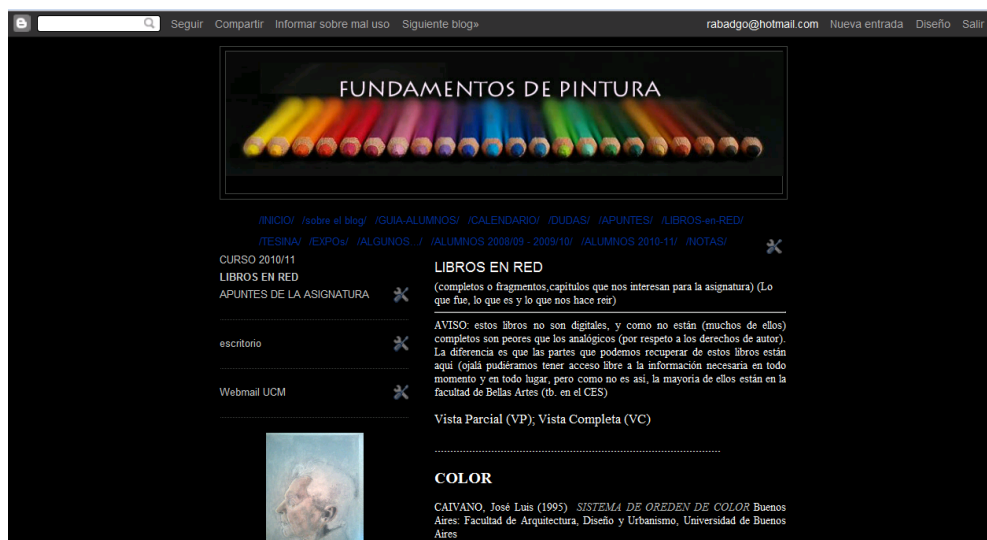 Seguir Compartir Informar sobre mal uso Siguiente blog» rabadgo@hotmail.com Nueva entrada Diseño Salir
FUNDAMENTOS DE PINTURA
/INICIO/ /sobre el blog/ /GUIA-ALUMNOS/ /CALENDARIO/ /DUDAS/ /APUNTES/ /LIBROS-en-RED/
/TESINA/ /EXPOs/ /ALGUNOS.../ /ALUMNOS 2008/09 - 2009/10/ /ALUMNOS 2010-11/ /NOTAS/
CURSO 2010/11
LIBROS EN RED
APUNTES DE LA ASIGNATURA
escritorio
Webmail UCM
LIBROS EN RED
(completos o fragmentos,capitulos que nos interesan para la asignatura) (Lo
que fue, lo que es y lo que nos hace reir)
AVISO: estos libros no son digitales, y como no están (muchos de ellos)
completos son peores que los analógicos (por respeto a los derechos de autor).
La diferencia es que las partes que podemos recuperar de estos libros están
aqui (ojalá pudiéramos tener acceso libre a la información necesaria en todo
momento y en todo lugar, pero como no es asi, la mayoria de ellos están en la
facultad de Bellas Artes (tb. en el CES)
Vista Parcial (VP); Vista Completa (VC)
COLOR
CAIVANO, José Luis (1995) SISTEMA DE OREDEN DE COLOR Buenos
Aires: Facultad de Arquitectura, Diseño y Urbanismo, Universidad de Buenos
Aires